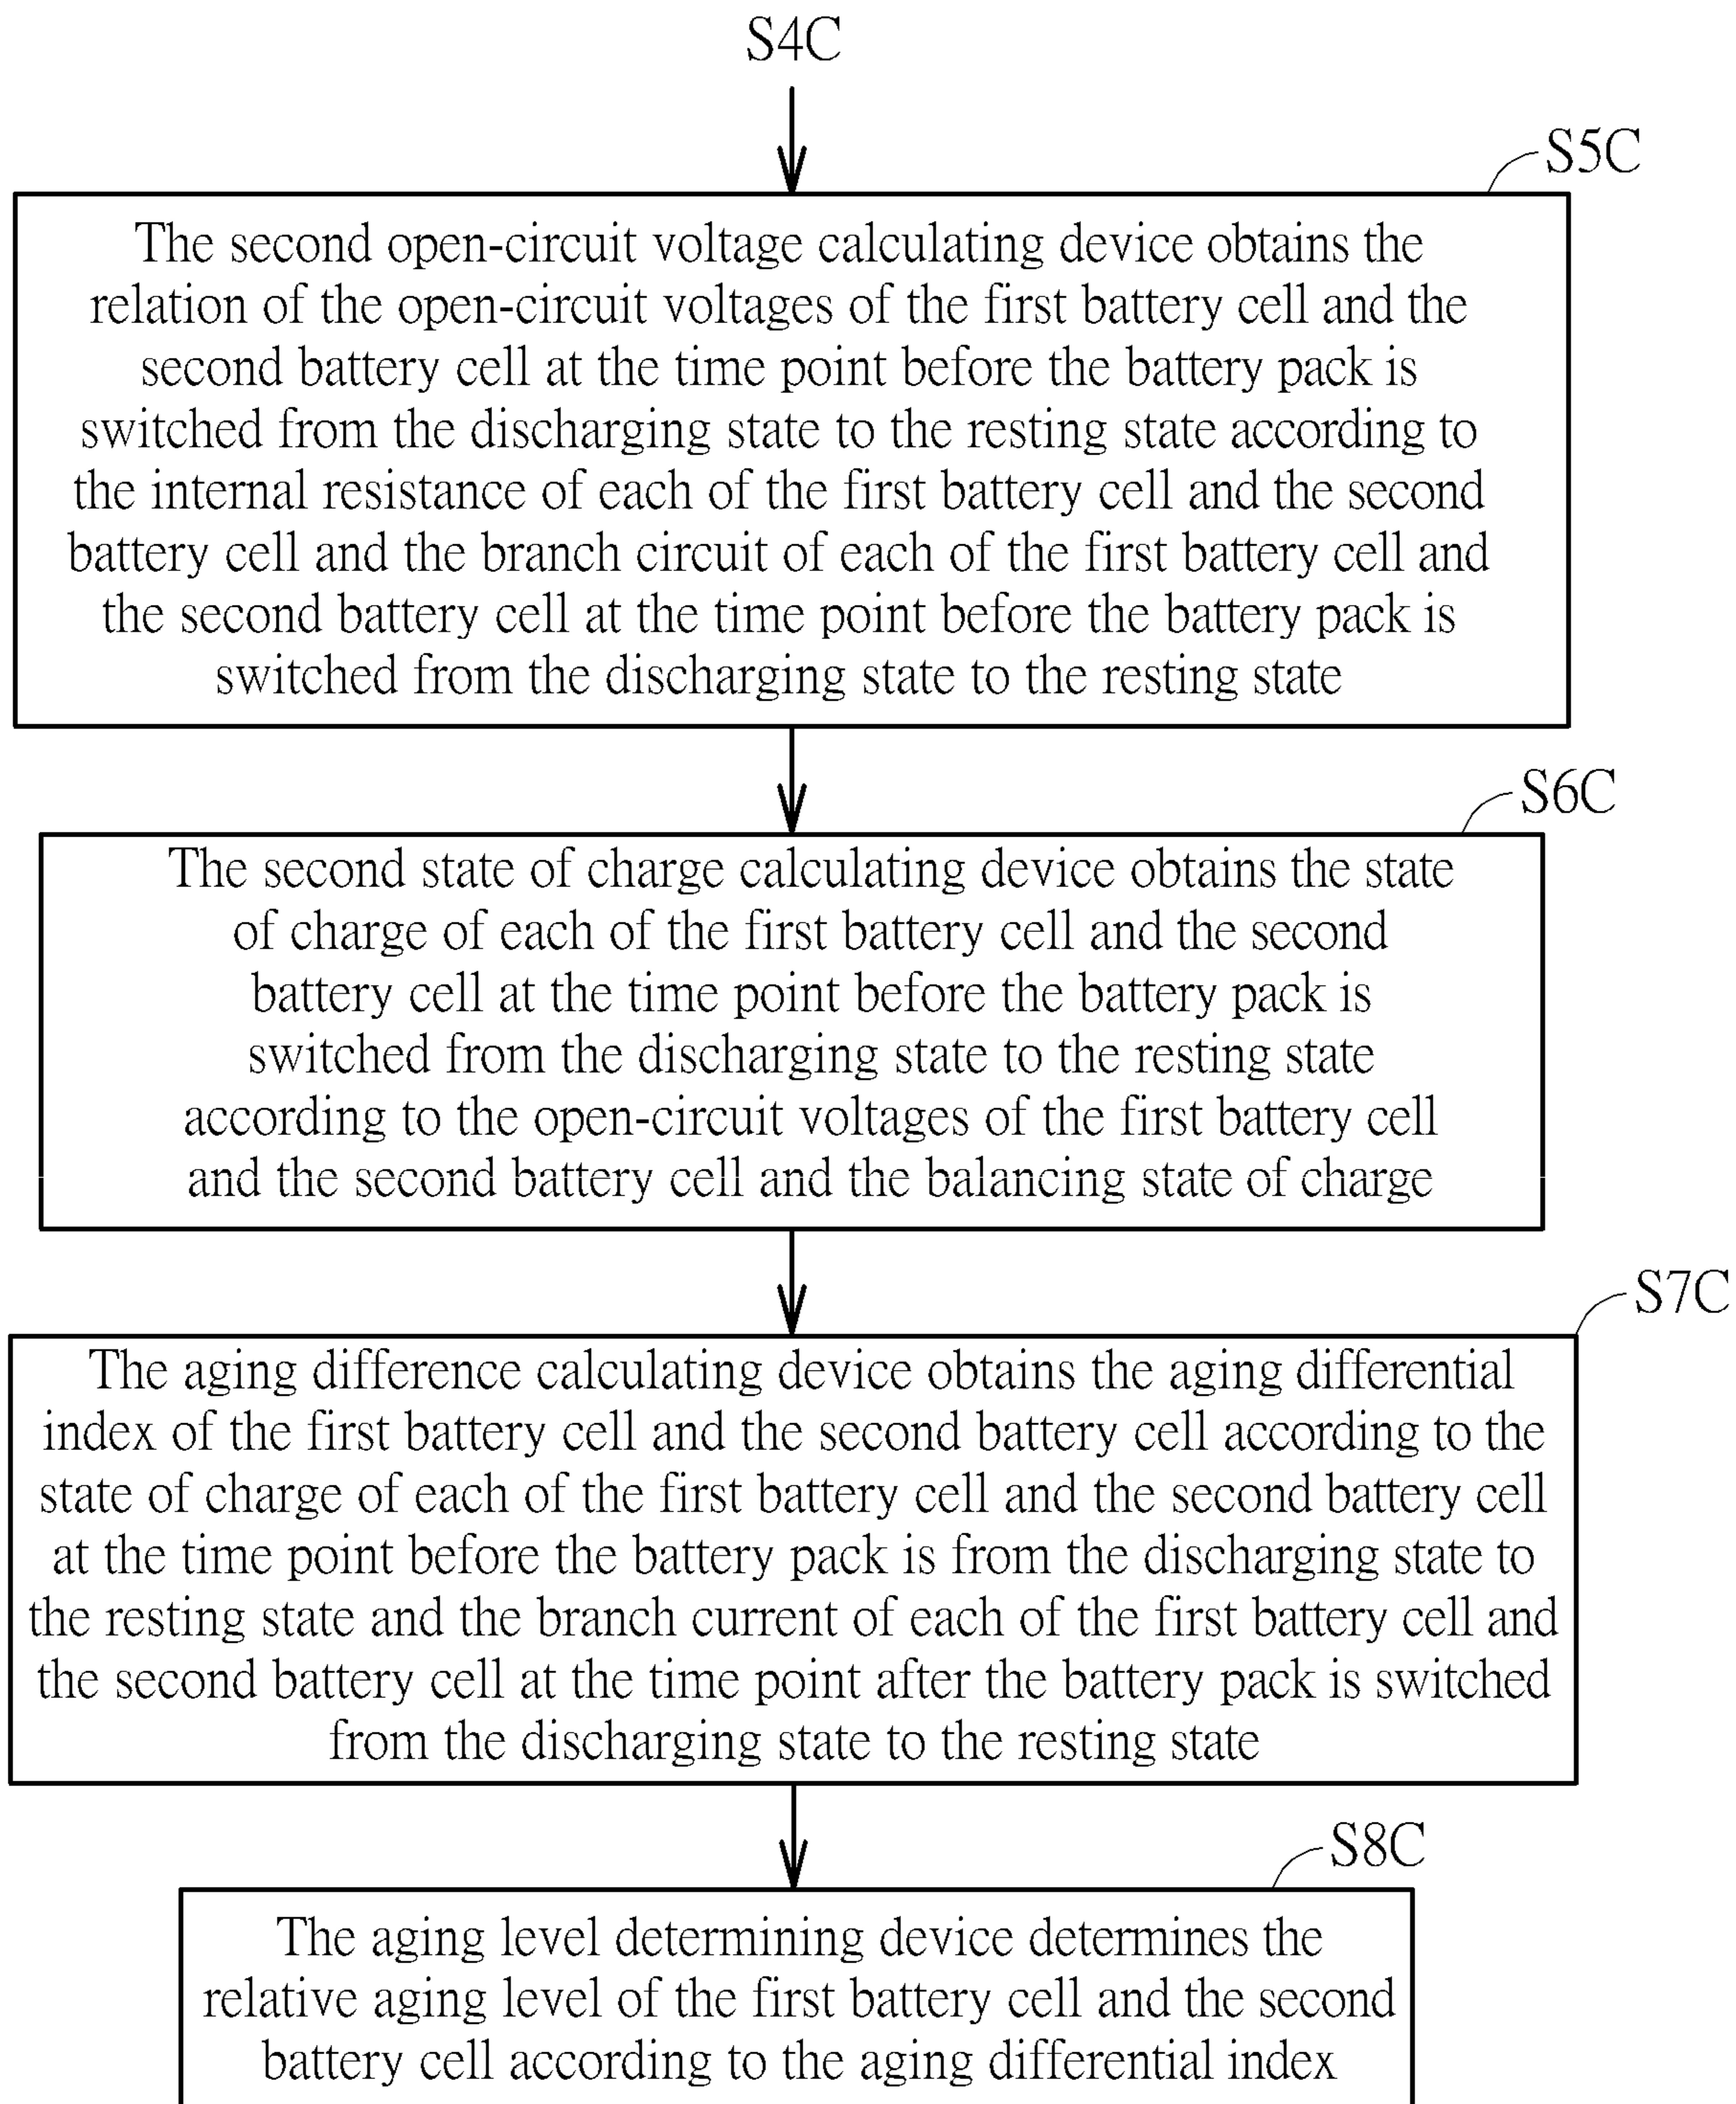 S4C
S5C
The second open-circuit voltage calculating device obtains the
relation of the open-circuit voltages of the first battery cell and the
second battery cell at the time point before the battery pack is
switched from the discharging state to the resting state according to
the internal resistance of each of the first battery cell and the second
battery cell and the branch circuit of each of the first battery cell and
the second battery cell at the time point before the battery pack is
switched from the discharging state to the resting state
S6C
The second state of charge calculating device obtains the state
of charge of each of the first battery cell and the second
battery cell at the time point before the battery pack is
switched from the discharging state to the resting state
according to the open-circuit voltages of the first battery cell
and the second battery cell and the balancing state of charge
S7C
The aging difference calculating device obtains the aging differential
index of the first battery cell and the second battery cell according to the
state of charge of each of the first battery cell and the second battery cell
at the time point before the battery pack is from the discharging state to
the resting state and the branch current of each of the first battery cell and
the second battery cell at the time point after the battery pack is switched
from the discharging state to the resting state
S8C
The aging level determining device determines the
relative aging level of the first battery cell and the second
battery cell according to the aging differential index